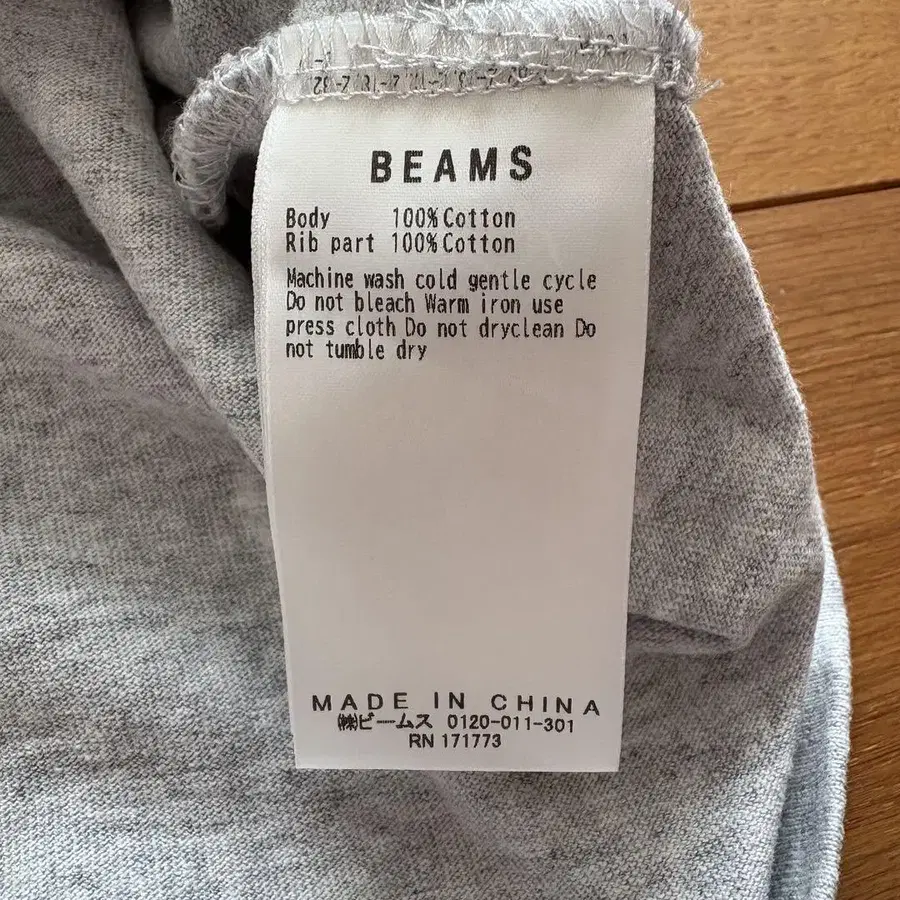 BEAMS
Body 100% Cotton
Rib part 100% Cotton
Machine wash cold gentle cycle
Do not bleach Warm iron use
press cloth Do not dryclean Do
not tumble dry
MADE IN CHINA
㈱ビームス 0120-011-301
RN 171773